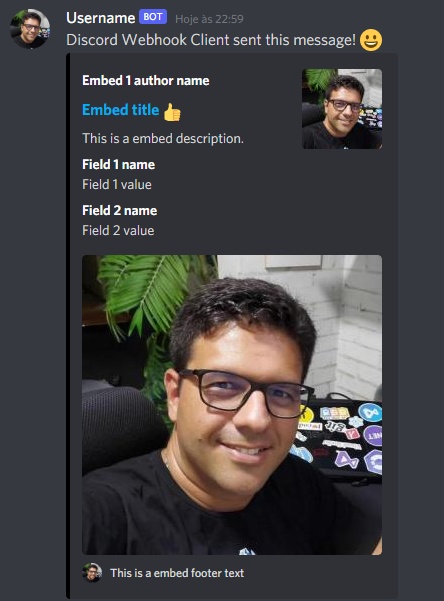 Username BOT Hoje às 22:59
Discord Webhook Client sent this message! 😀
Embed 1 author name
Embed title 👍
This is a embed description.
Field 1 name
Field 1 value
Field 2 name
Field 2 value
.NET
This is a embed footer text